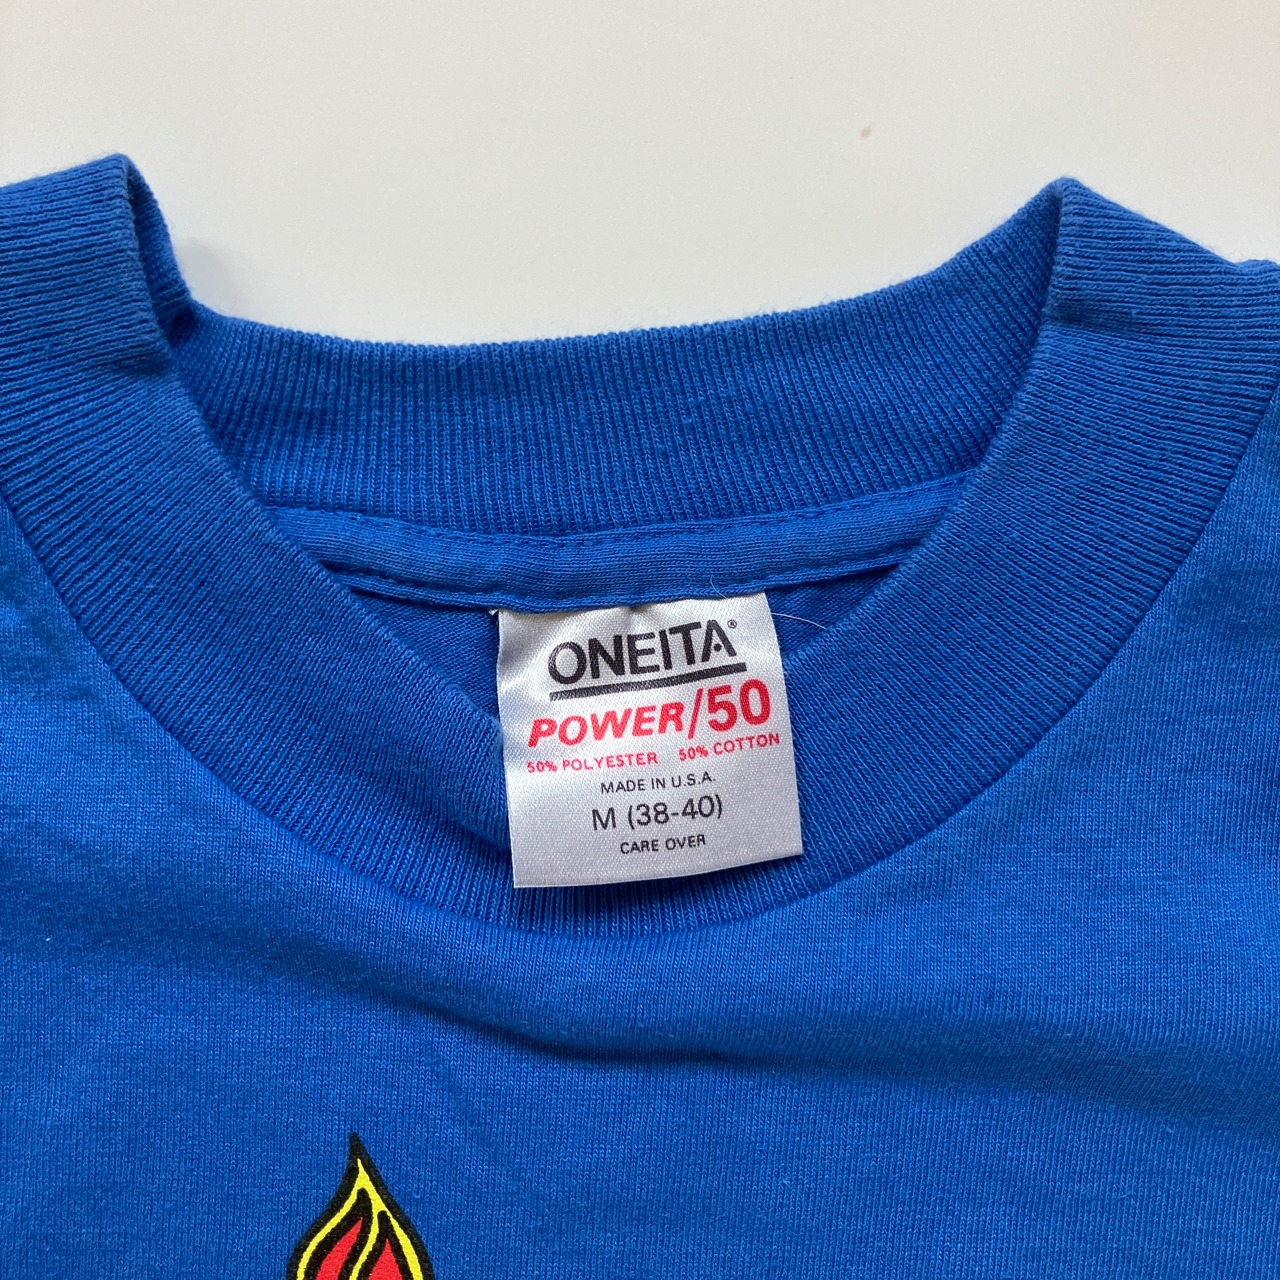 ONEITA®
POWER/50
50% POLYESTER 50% COTTON
MADE IN U.S.A.
M (38-40)
CARE OVER